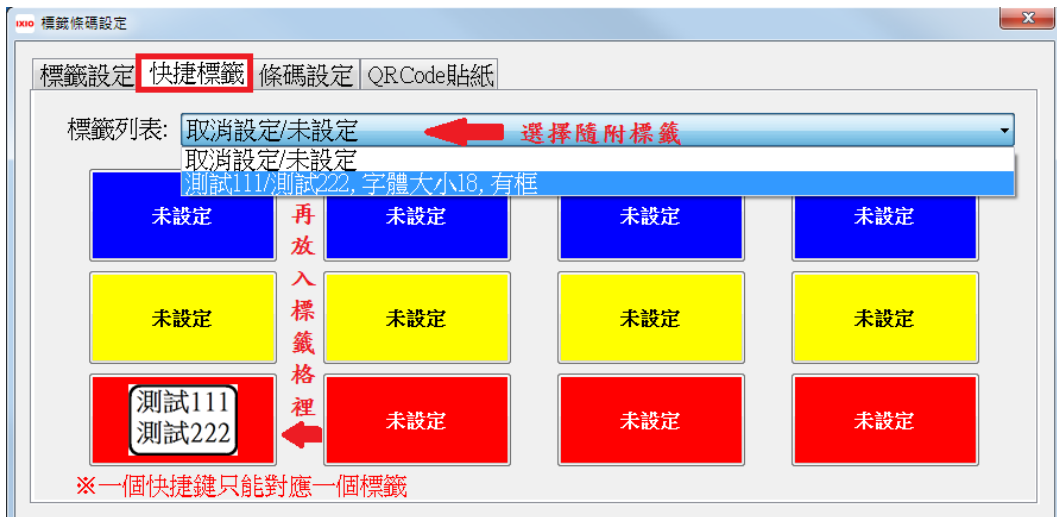 IXIO 標籤條碼設定
標籤設定 快捷標籤 條碼設定 QRCode貼紙
標籤列表: 取消設定/未設定 選擇隨附標籤
取消設定/未設定
測試111/測試222, 字體大小18, 有框
未設定 未設定 未設定 未設定
再放入標籤格裡
未設定 未設定 未設定 未設定
測試111
測試222
未設定 未設定 未設定
※一個快捷鍵只能對應一個標籤